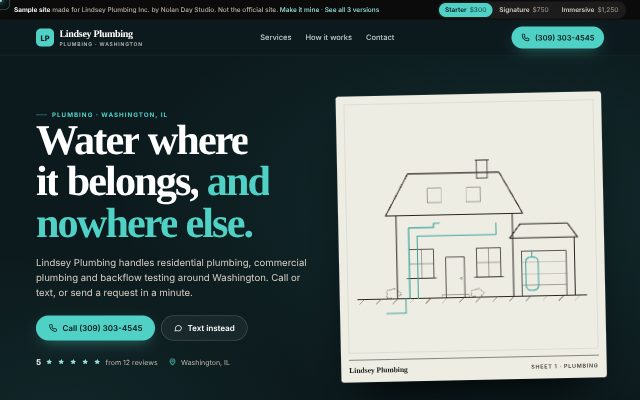 Sample site made for Lindsey Plumbing Inc. by Nolan Day Studio. Not the official site. Make it mine · See all 3 versions
Starter $300 Signature $750 Immersive $1,250
LP
Lindsey Plumbing
PLUMBING · WASHINGTON
Services How it works Contact
(309) 303-4545
PLUMBING · WASHINGTON, IL
Water where
it belongs, and
nowhere else.
Lindsey Plumbing handles residential plumbing, commercial
plumbing and backflow testing around Washington. Call or
text, or send a request in a minute.
Call (309) 303-4545 Text instead
5 ★ ★ ★ ★ ★ from 12 reviews Washington, IL
Lindsey Plumbing SHEET 1 · PLUMBING